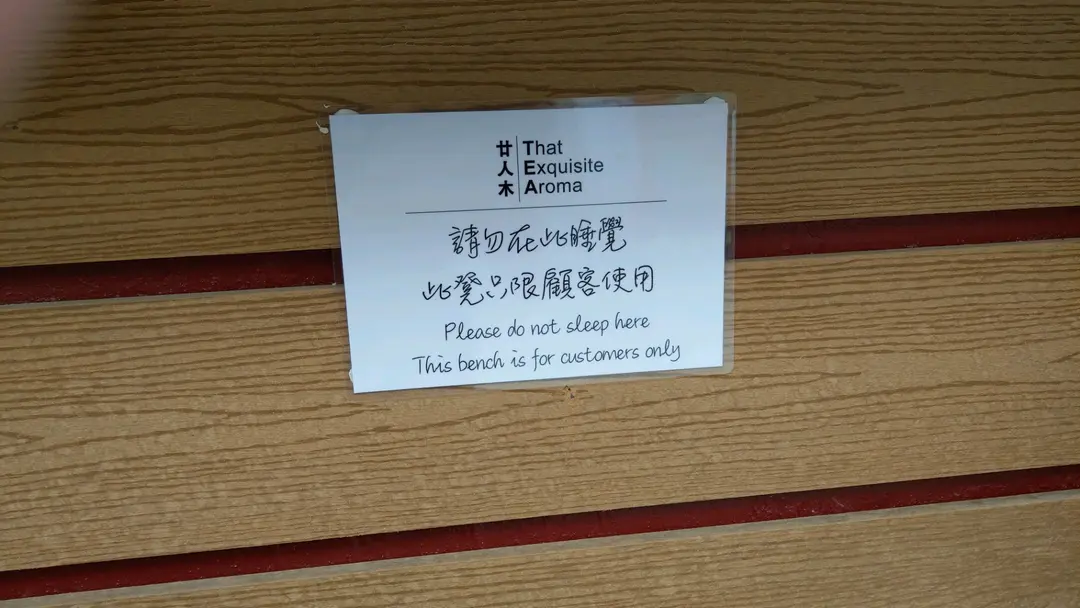 廿人木
That
Exquisite
Aroma
請勿在此睡覺
此凳只限顧客使用
Please do not sleep here
This bench is for customers only